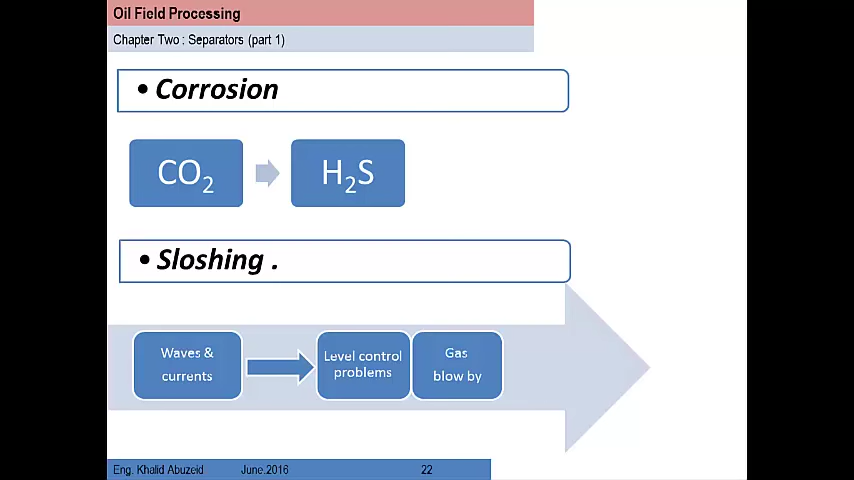 Oil Field Processing
Chapter Two : Separators (part 1)
• Corrosion
CO₂
H₂S
• Sloshing .
Waves &
currents
Level control
problems
Gas
blow by
Eng. Khalid Abuzeid June.2016 22